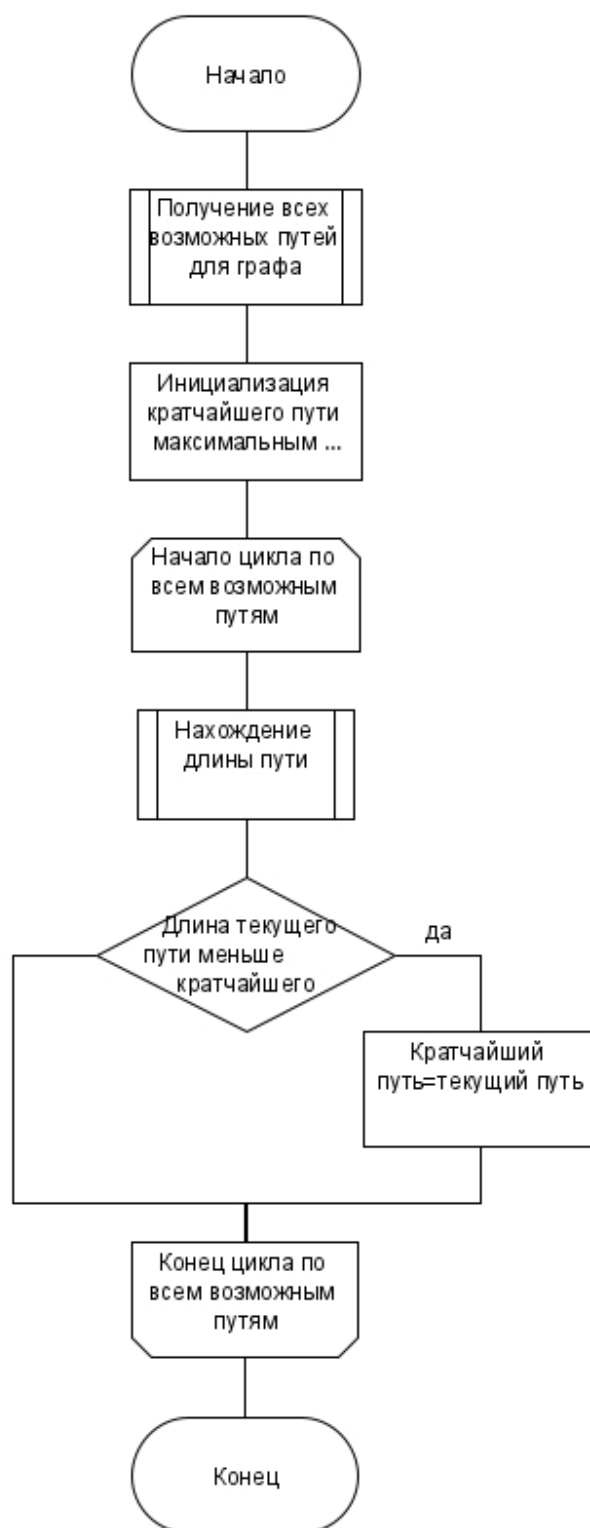 Начало
Получение всех
возможных путей
для графа
Инициализация
кратчайшего пути
максимальным ...
Начало цикла по
всем возможным
путям
Нахождение
длины пути
Длина текущего
пути меньше
кратчайшего
да
Кратчайший
путь=текущий путь
Конец цикла по
всем возможным
путям
Конец